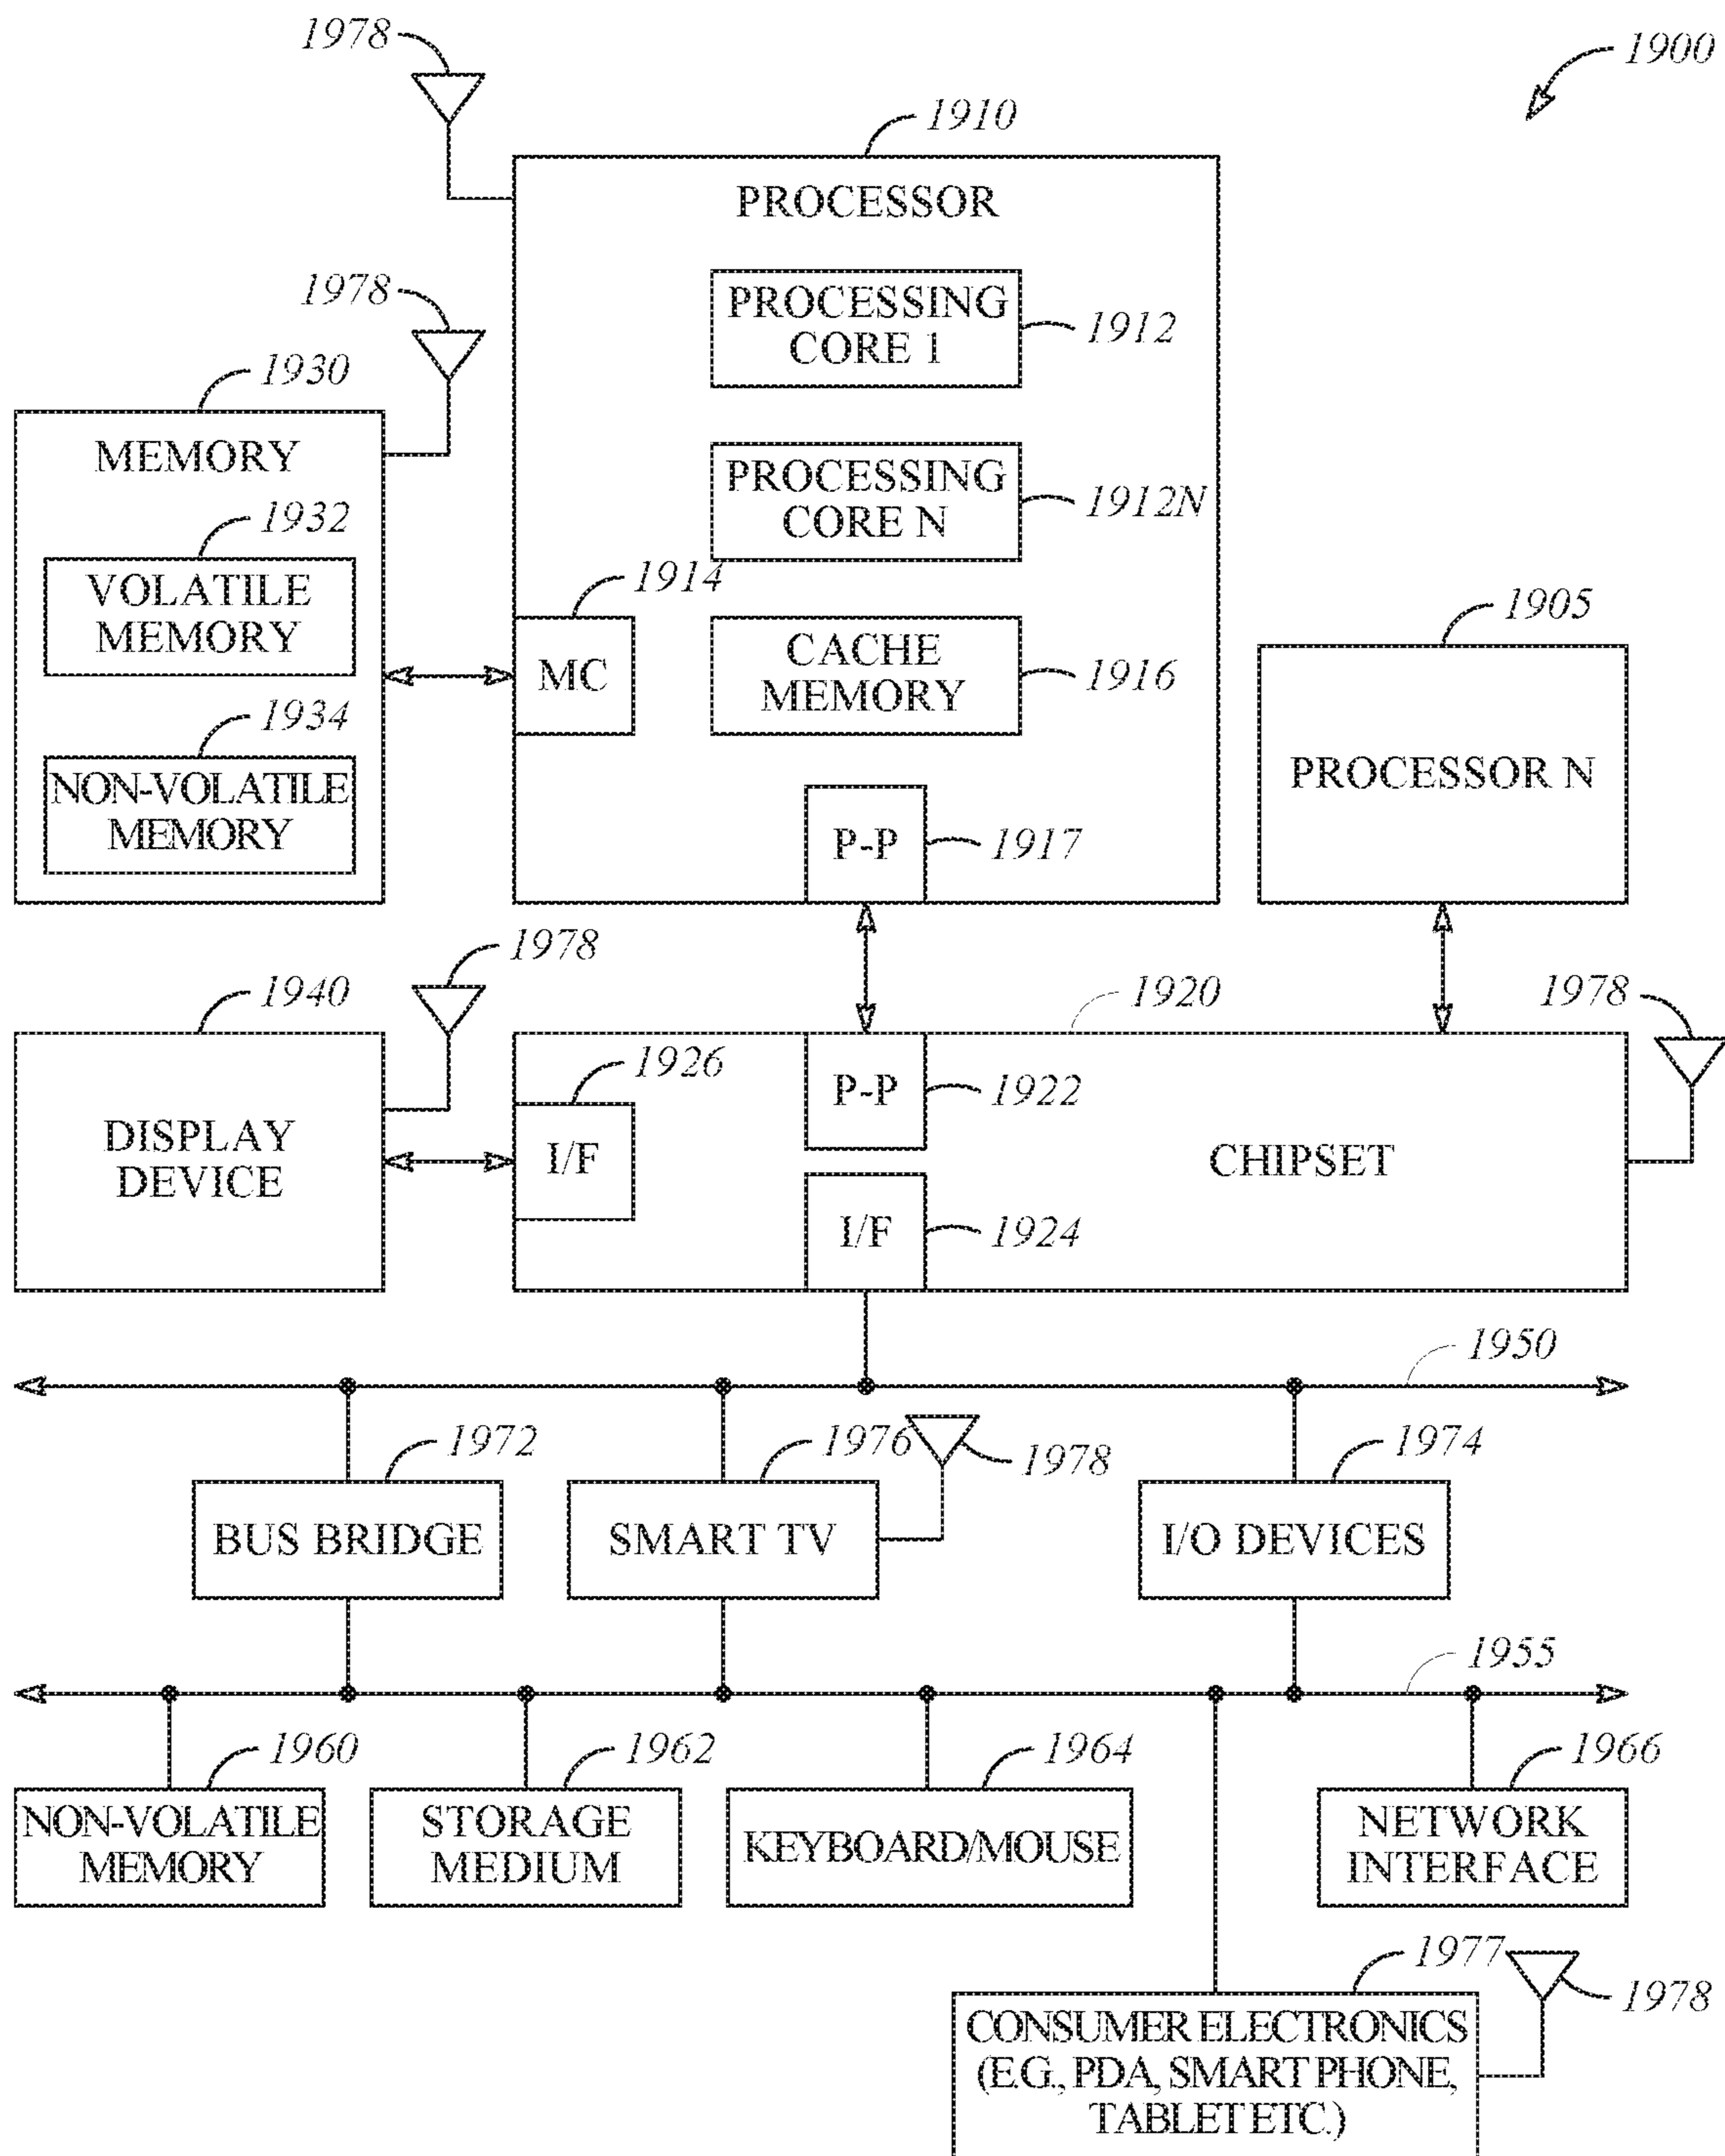 1978
1900
1910
PROCESSOR
1978
PROCESSING
CORE 1
1912
1930
MEMORY
PROCESSING
CORE N
1912N
1932
VOLATILE
MEMORY
1914
MC
CACHE
MEMORY
1916
1905
PROCESSOR N
1934
NON-VOLATILE
MEMORY
P-P
1917
1978
1940
1920
1978
DISPLAY
DEVICE
1926
I/F
P-P
1922
CHIPSET
I/F
1924
1950
1972
BUS BRIDGE
1976
SMART TV
1978
1974
I/O DEVICES
1955
1960
NON-VOLATILE
MEMORY
1962
STORAGE
MEDIUM
1964
KEYBOARD/MOUSE
1966
NETWORK
INTERFACE
1977
CONSUMER ELECTRONICS
(E.G., PDA, SMART PHONE,
TABLET ETC.)
1978